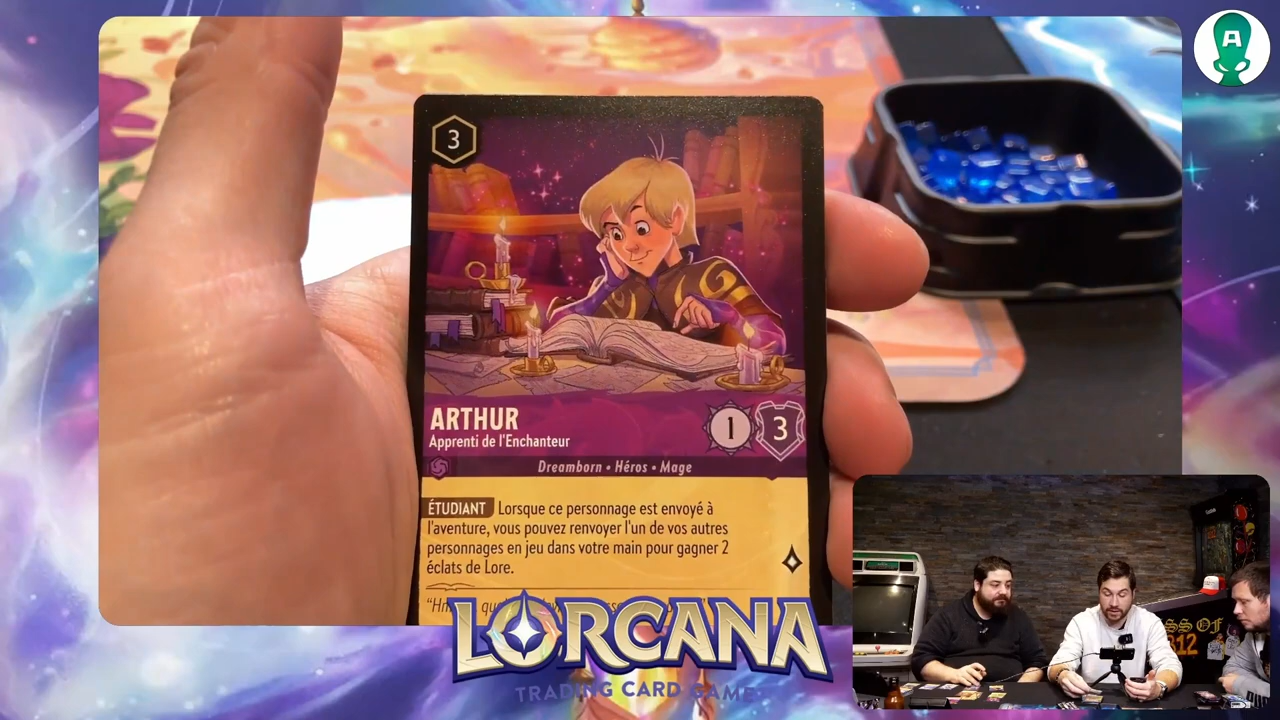 A
3
ARTHUR
Apprenti de l'Enchanteur
1
3
Dreamborn • Héros • Mage
ÉTUDIANT Lorsque ce personnage est envoyé à
l'aventure, vous pouvez renvoyer l'un de vos autres
personnages en jeu dans votre main pour gagner 2
éclats de Lore.
LORCANA
TRADING CARD GAME
SS OF